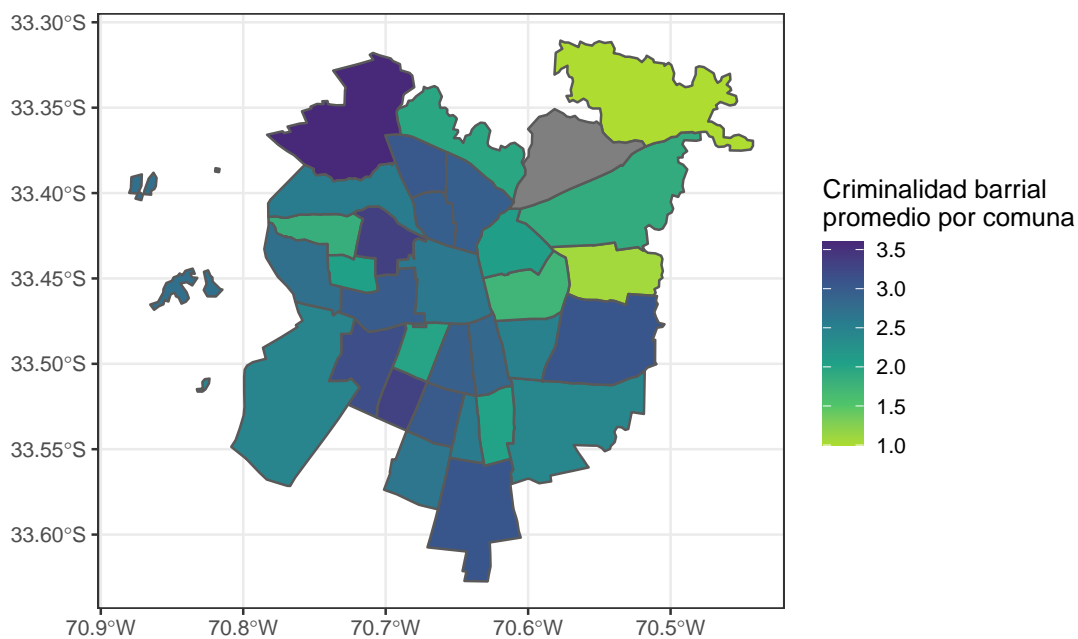 33.30°S
33.35°S
33.40°S
33.45°S
33.50°S
33.55°S
33.60°S
70.9°W 70.8°W 70.7°W 70.6°W 70.5°W
Criminalidad barrial
promedio por comuna
3.5
3.0
2.5
2.0
1.5
1.0